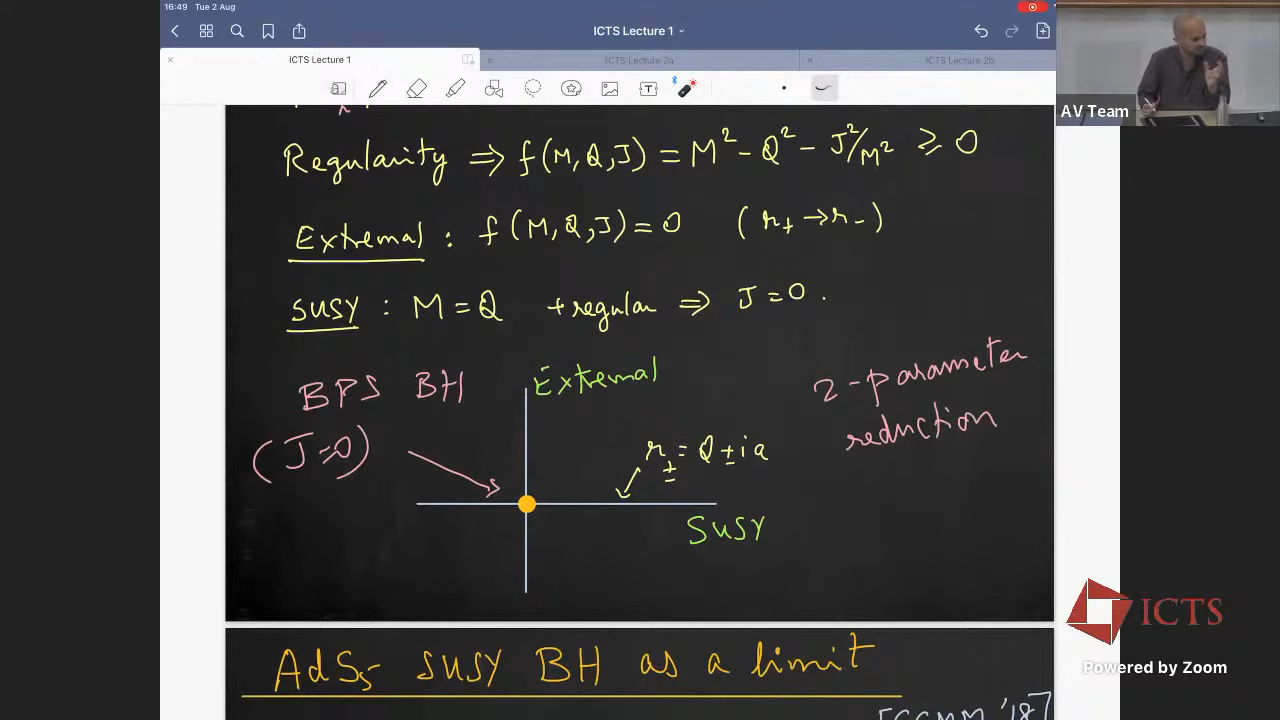 16:49 Tue 2 Aug
ICTS Lecture 1
ICTS Lecture 1
ICTS Lecture 2a
ICTS Lecture 2b
AV Team
Regularity ⇒ f(M,Q,J) = M² - Q² - J²/M² ⩾ 0
Extremal : f(M,Q,J) = 0 (r₊ → r₋)
SUSY : M = Q + regular ⇒ J = 0 .
BPS BH
(J=0)
Extremal
r± = Q ± i a
SUSY
2-parameter
reduction
AdS₅ SUSY BH as a limit
ICTS
Powered by Zoom